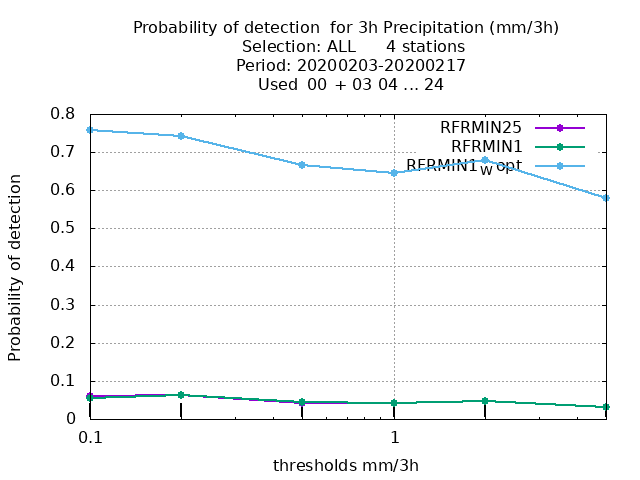 Probability of detection  for 3h Precipitation (mm/3h)
Selection: ALL      4 stations
Period: 20200203-20200217
Used  00  + 03 04 ... 24
Probability of detection
0.8
0.7
0.6
0.5
0.4
0.3
0.2
0.1
0
RFRMIN25
RFRMIN1
RFRMIN1W opt
0.1
1
thresholds mm/3h